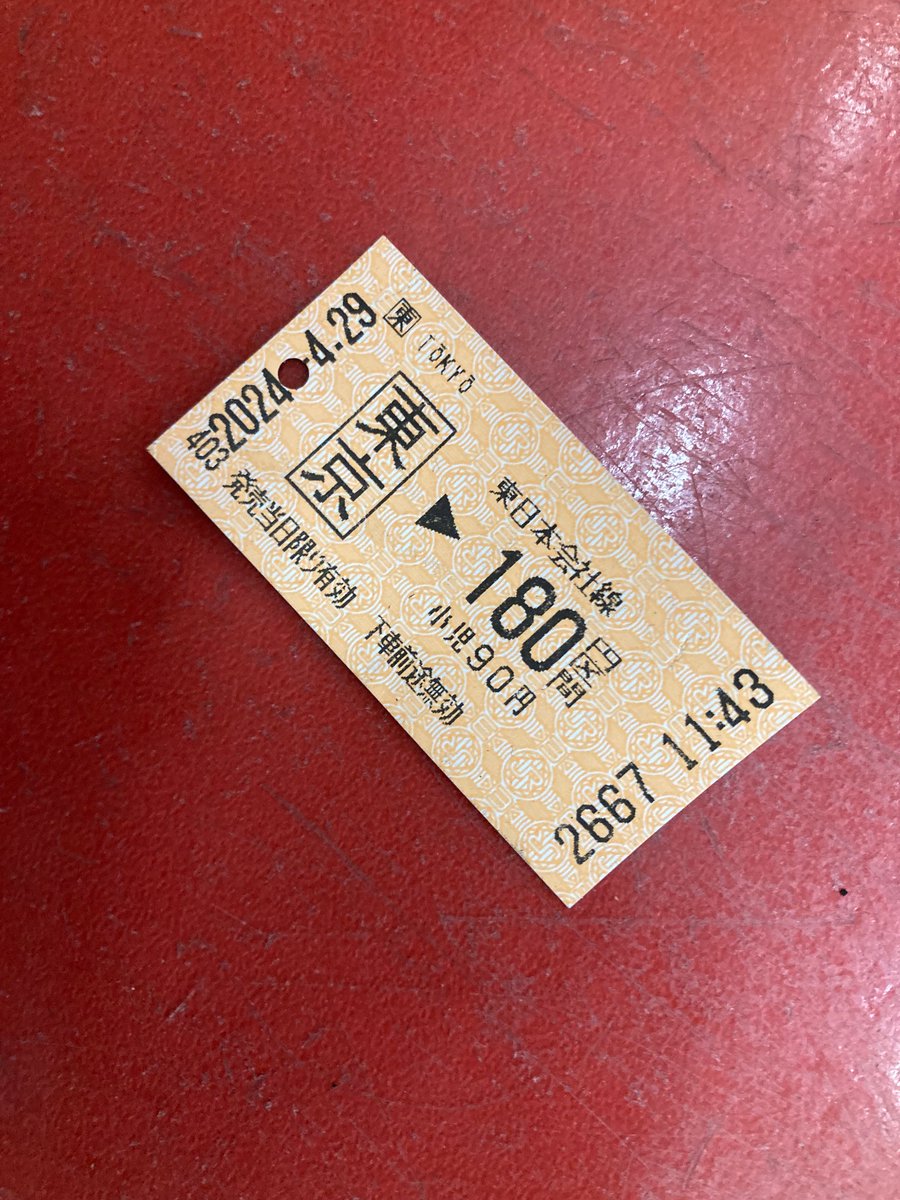 403
2024.-4.29
東 TOKYO
東京
▶
東日本会社線
180円区間
小児90円
発売当日限り有効 下車前途無効
2667 11:43